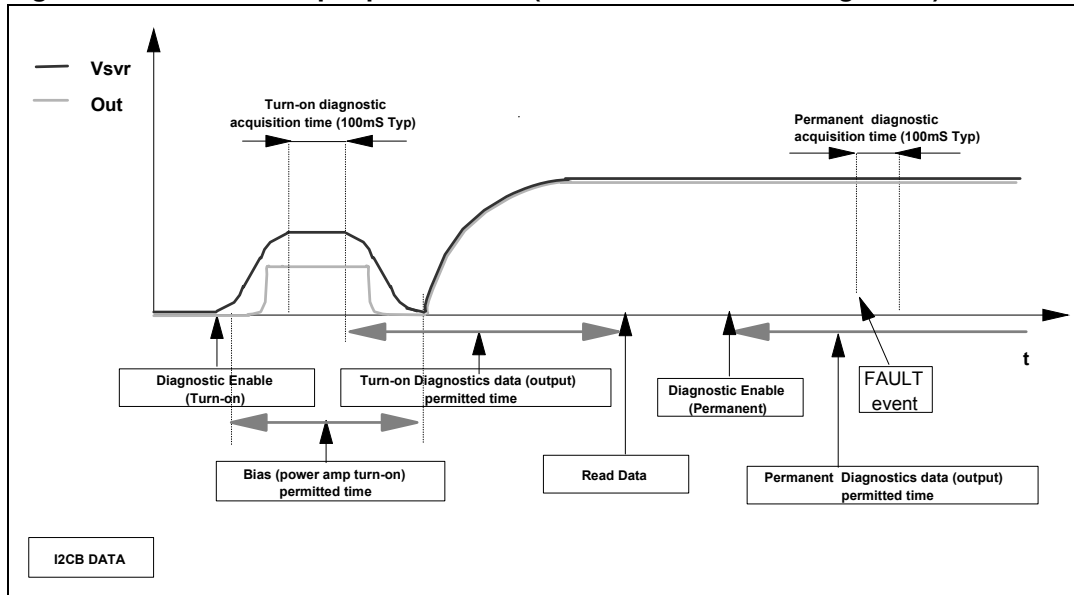 Vsvr
Out
Turn-on diagnostic
acquisition time (100mS Typ)
Permanent diagnostic
acquisition time (100mS Typ)
t
Diagnostic Enable
(Turn-on)
Turn-on Diagnostics data (output)
permitted time
Diagnostic Enable
(Permanent)
FAULT
event
Bias (power amp turn-on)
permitted time
Read Data
Permanent Diagnostics data (output)
permitted time
I2CB DATA